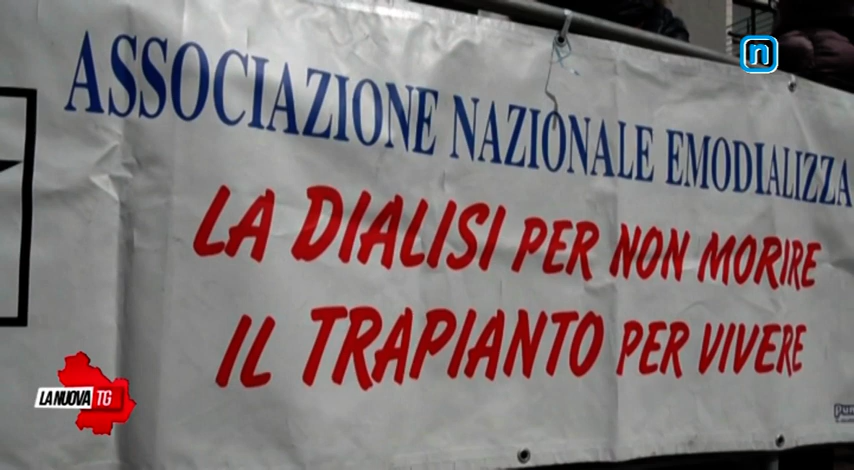 n
ASSOCIAZIONE NAZIONALE EMODIALIZZA
LA DIALISI PER NON MORIRE
IL TRAPIANTO PER VIVERE
LA NUOVA TG